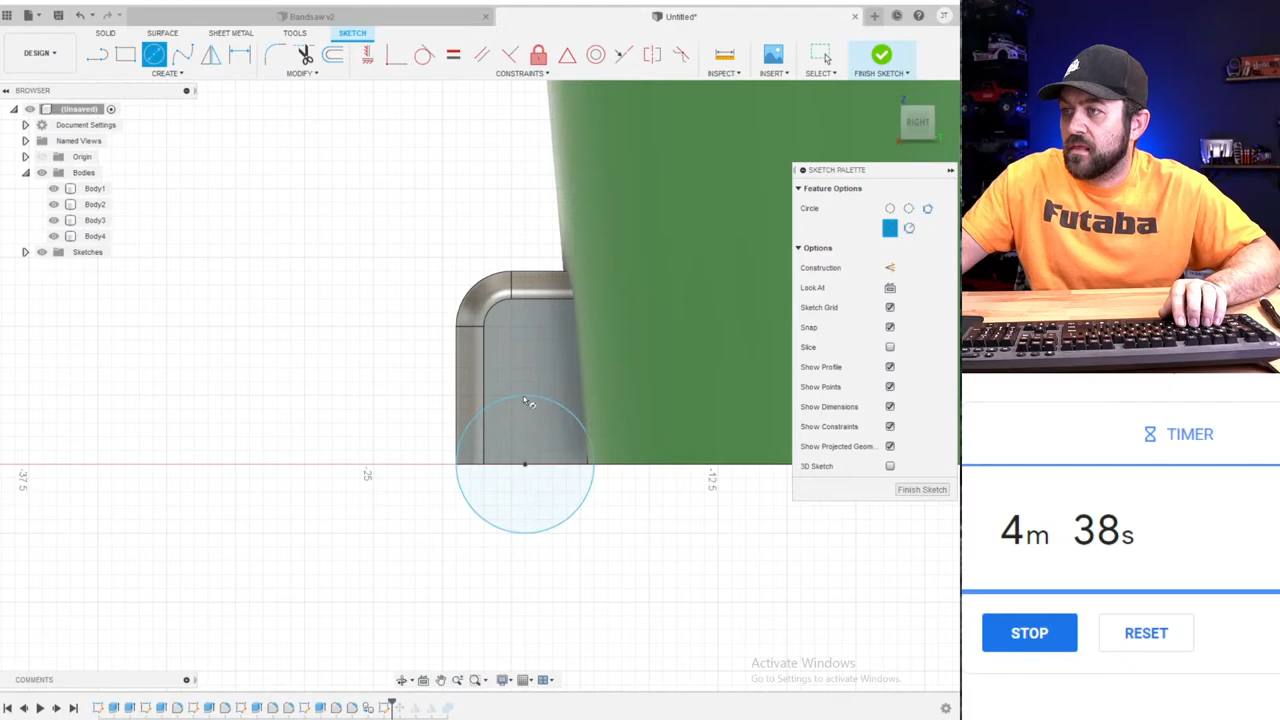 Bandsaw v2
Untitled*
JT
DESIGN
SOLID
SURFACE
SHEET METAL
TOOLS
SKETCH
CREATE
MODIFY
CONSTRAINTS
INSPECT
INSERT
SELECT
FINISH SKETCH
BROWSER
(Unsaved)
Document Settings
Named Views
Origin
Bodies
Body1
Body2
Body3
Body4
Sketches
Z
RIGHT
SKETCH PALETTE
Feature Options
Circle
Options
Construction
Look At
Sketch Grid
Snap
Slice
Show Profile
Show Points
Show Dimensions
Show Constraints
Show Projected Geom...
3D Sketch
Finish Sketch
-37.5
-25
-12.5
Activate Windows
Go to Settings to activate Windows.
COMMENTS
Futaba
TIMER
4m 38s
STOP
RESET